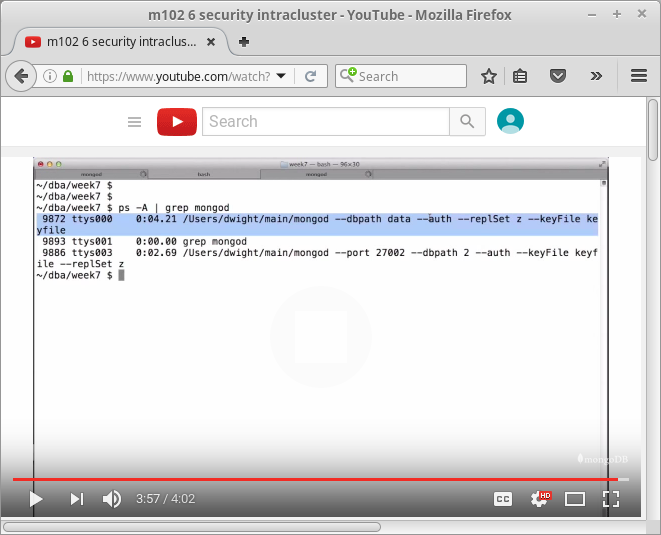 m102 6 security intracluster - YouTube - Mozilla Firefox
m102 6 security intraclus...
https://www.youtube.com/watch?
Search
Search
week7 — bash — 96×30
mongod
bash
mongod
~/dba/week7 $
~/dba/week7 $
~/dba/week7 $ ps -A | grep mongod
9872 ttys000 0:04.21 /Users/dwight/main/mongod --dbpath data --auth --replSet z --keyFile ke
yfile
9893 ttys001 0:00.00 grep mongod
9886 ttys003 0:02.69 /Users/dwight/main/mongod --port 27002 --dbpath 2 --auth --keyFile keyf
ile --replSet z
~/dba/week7 $
mongoDB
3:57 / 4:02
CC
HD